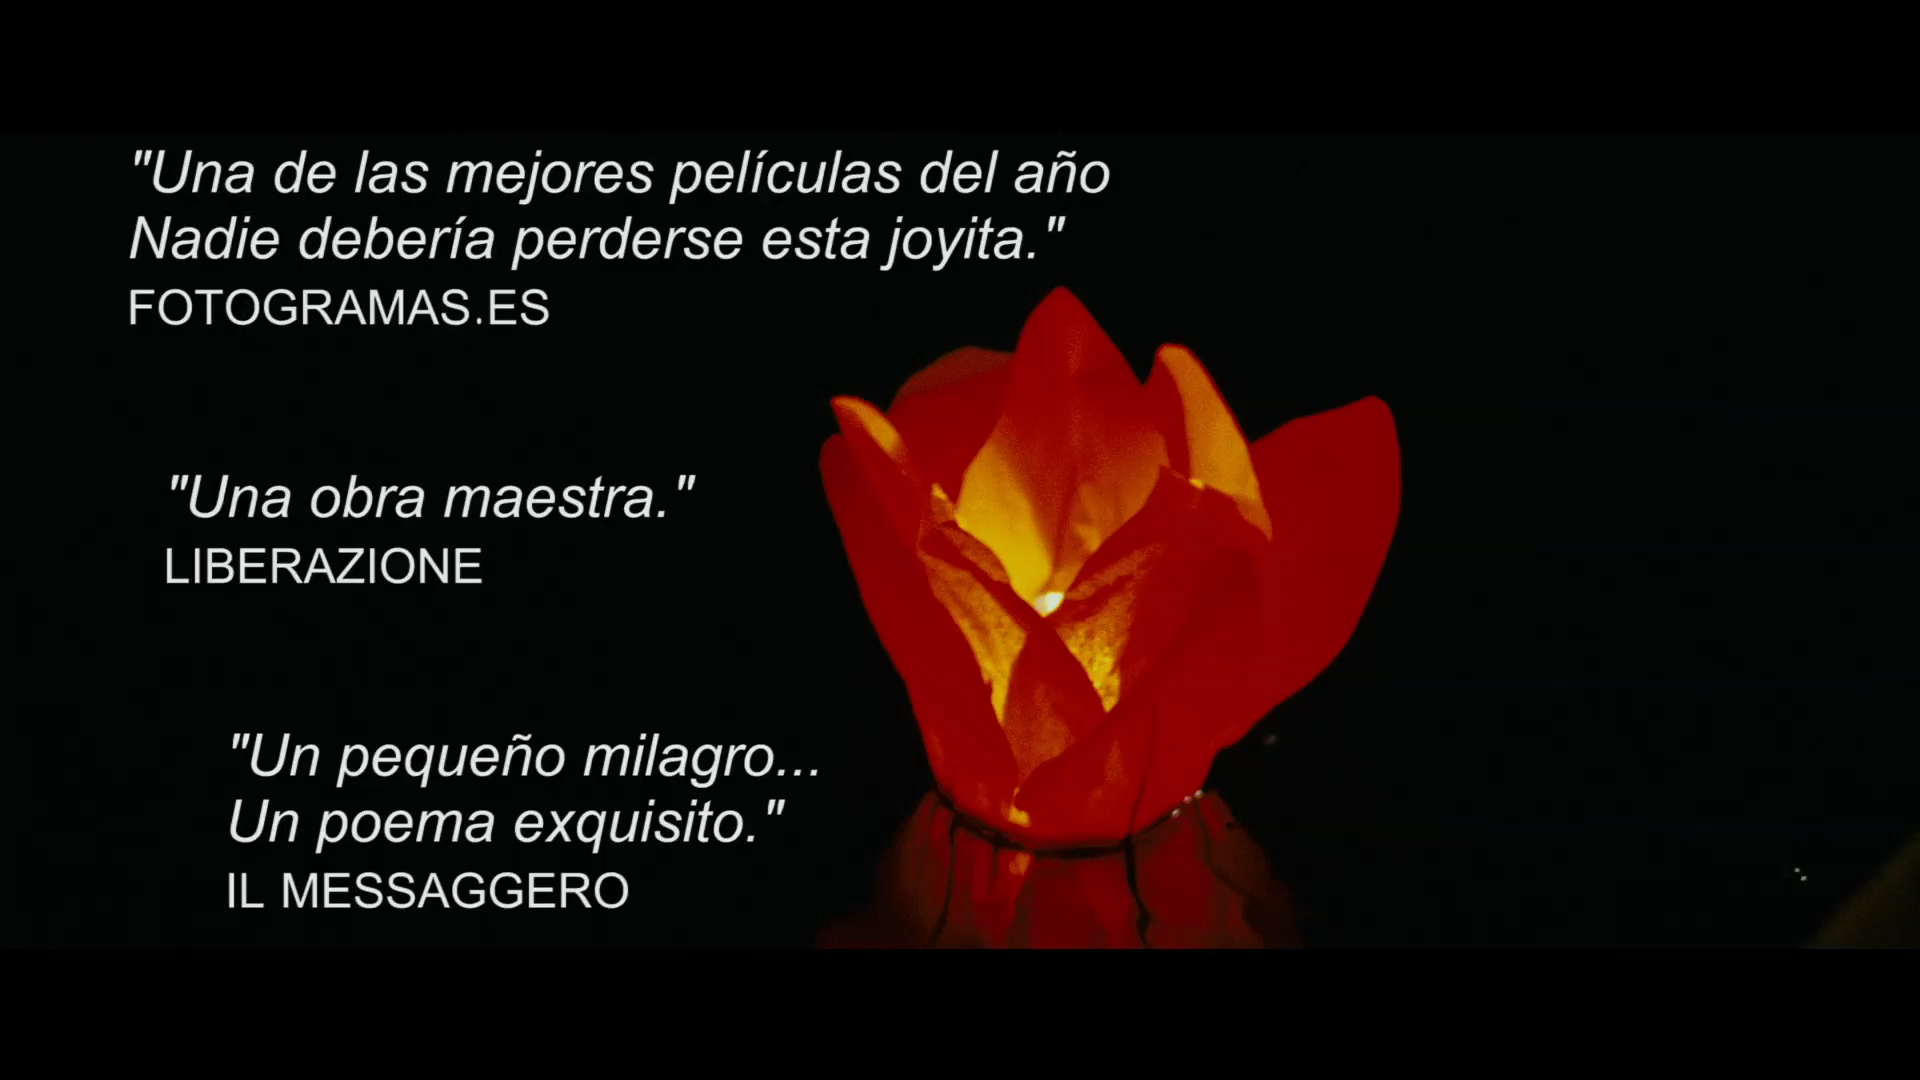 "Una de las mejores películas del año
Nadie debería perderse esta joyita."
FOTOGRAMAS.ES
"Una obra maestra."
LIBERAZIONE
"Un pequeño milagro...
Un poema exquisito."
IL MESSAGGERO